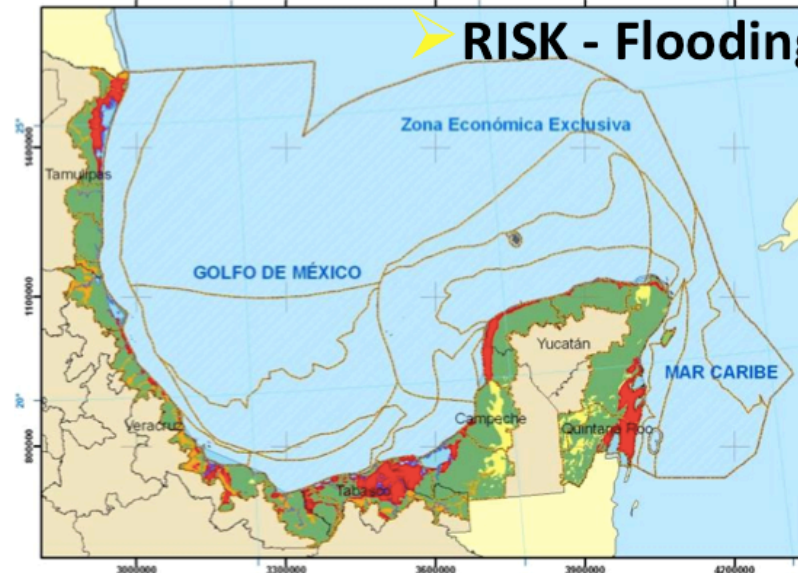 RISK - Flooding
Zona Económica Exclusiva
25°
1400000
Tamulipas
GOLFO DE MÉXICO
1100000
Yucatán
MAR CARIBE
20°
Campeche
Veracruz
Quintana Roo
800000
Tabasco
3000000
3300000
3600000
3900000
4200000